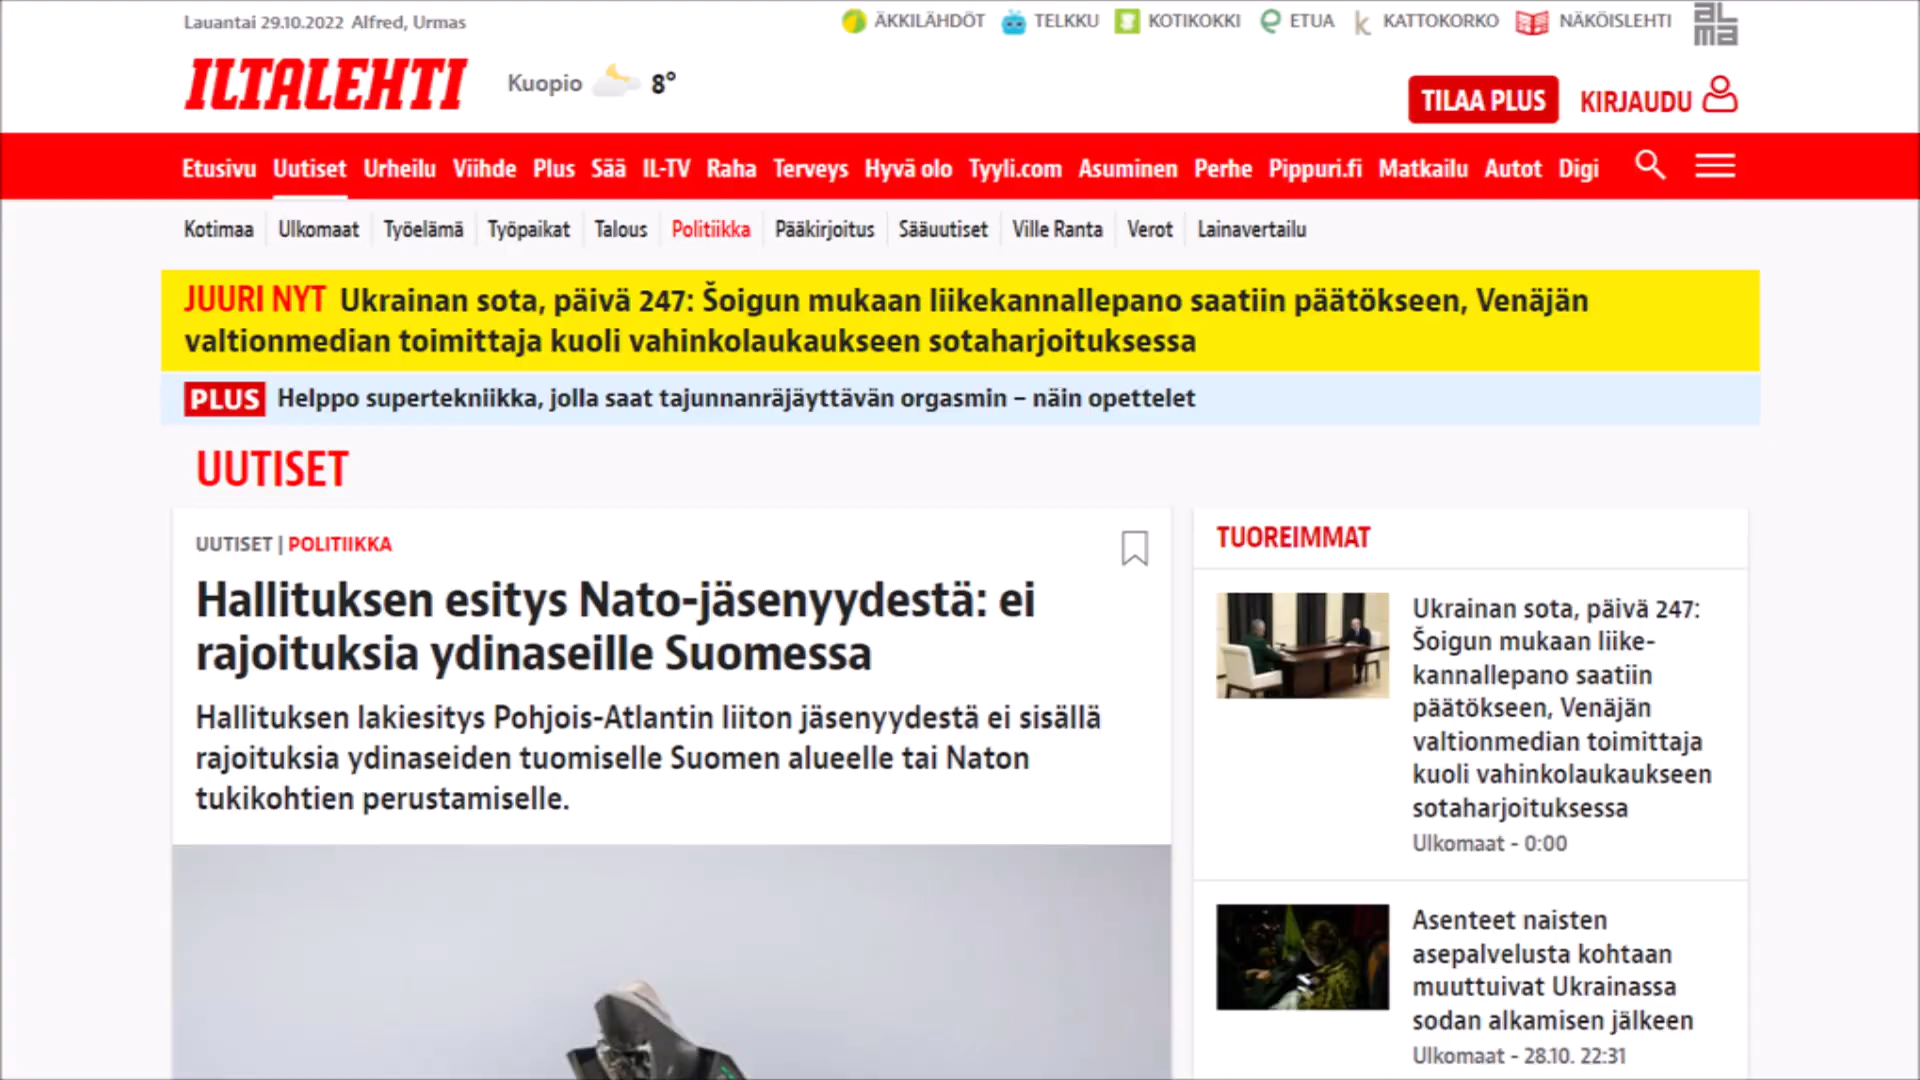 Lauantai 29.10.2022 Alfred, Urmas
ÄKKILÄHDÖT TELKKU KOTIKOKKI ETUA KATTOKORKO NÄKÖISLEHTI ALMA
ILTALEHTI
Kuopio 8°
TILAA PLUS KIRJAUDU
Etusivu Uutiset Urheilu Viihde Plus Sää IL-TV Raha Terveys Hyvä olo Tyyli.com Asuminen Perhe Pippuri.fi Matkailu Autot Digi
Kotimaa Ulkomaat Työelämä Työpaikat Talous Politiikka Pääkirjoitus Sääuutiset Ville Ranta Verot Lainavertailu
JUURI NYT Ukrainan sota, päivä 247: Šoigun mukaan liikekannallepano saatiin päätökseen, Venäjän
valtionmedian toimittaja kuoli vahinkolaukaukseen sotaharjoituksessa
PLUS Helppo supertekniikka, jolla saat tajunnanräjäyttävän orgasmin – näin opettelet
UUTISET
UUTISET | POLITIIKKA
Hallituksen esitys Nato-jäsenyydestä: ei
rajoituksia ydinaseille Suomessa
Hallituksen lakiesitys Pohjois-Atlantin liiton jäsenyydestä ei sisällä
rajoituksia ydinaseiden tuomiselle Suomen alueelle tai Naton
tukikohtien perustamiselle.
TUOREIMMAT
Ukrainan sota, päivä 247:
Šoigun mukaan liike-
kannallepano saatiin
päätökseen, Venäjän
valtionmedian toimittaja
kuoli vahinkolaukaukseen
sotaharjoituksessa
Ulkomaat - 0:00
Asenteet naisten
asepalvelusta kohtaan
muuttuivat Ukrainassa
sodan alkamisen jälkeen
Ulkomaat - 28.10. 22:31